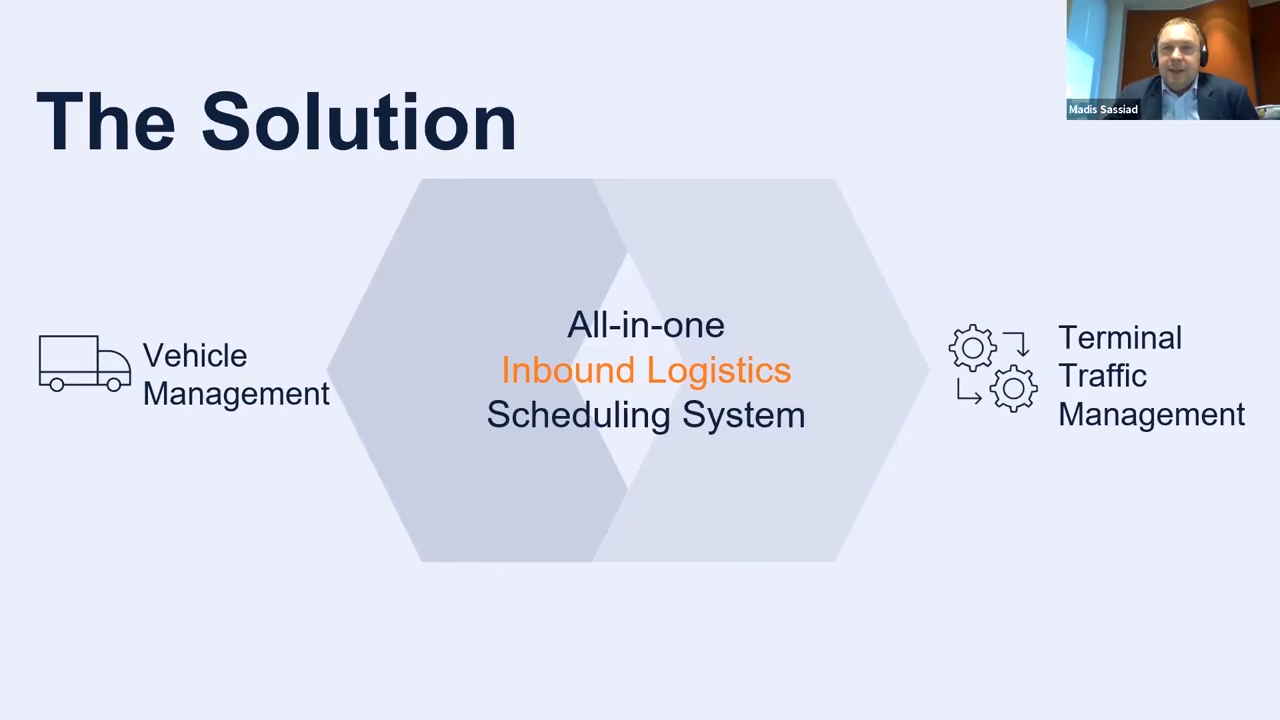 Madis Sassiad
The Solution
Vehicle
Management
All-in-one
Inbound Logistics
Scheduling System
Terminal
Traffic
Management